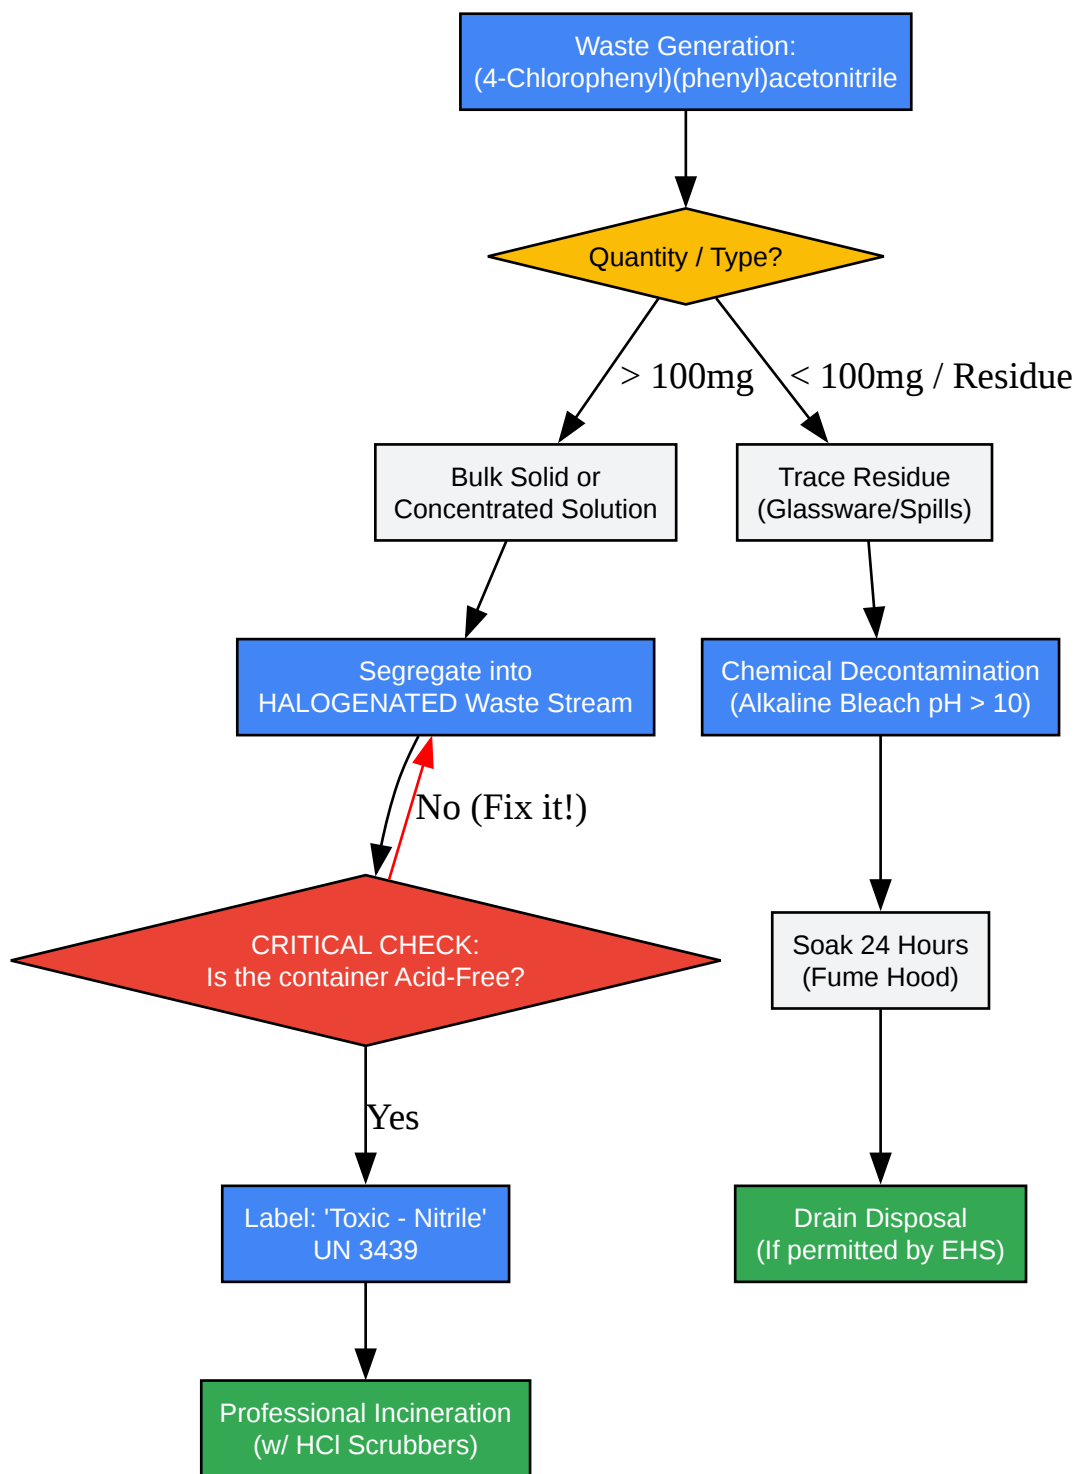 Waste Generation:
(4-Chlorophenyl)(phenyl)acetonitrile
Quantity / Type?
> 100mg
< 100mg / Residue
Bulk Solid or
Concentrated Solution
Trace Residue
(Glassware/Spills)
Segregate into
HALOGENATED Waste Stream
Chemical Decontamination
(Alkaline Bleach pH > 10)
No (Fix it!)
CRITICAL CHECK:
Is the container Acid-Free?
Soak 24 Hours
(Fume Hood)
Yes
Label: 'Toxic - Nitrile'
UN 3439
Drain Disposal
(If permitted by EHS)
Professional Incineration
(w/ HCl Scrubbers)